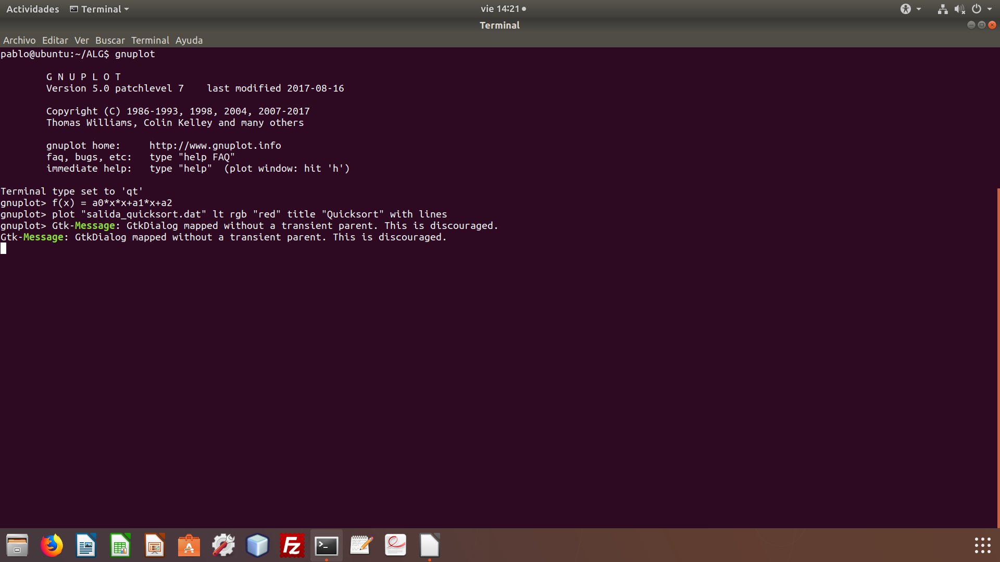 Actividades Terminal vie 14:21
Terminal
Archivo Editar Ver Buscar Terminal Ayuda
pablo@ubuntu:~/ALG$ gnuplot
G N U P L O T
Version 5.0 patchlevel 7 last modified 2017-08-16
Copyright (C) 1986-1993, 1998, 2004, 2007-2017
Thomas Williams, Colin Kelley and many others
gnuplot home: http://www.gnuplot.info
faq, bugs, etc: type "help FAQ"
immediate help: type "help" (plot window: hit 'h')
Terminal type set to 'qt'
gnuplot> f(x) = a0*x*x+a1*x+a2
gnuplot> plot "salida_quicksort.dat" lt rgb "red" title "Quicksort" with lines
gnuplot> Gtk-Message: GtkDialog mapped without a transient parent. This is discouraged.
Gtk-Message: GtkDialog mapped without a transient parent. This is discouraged.
Fz